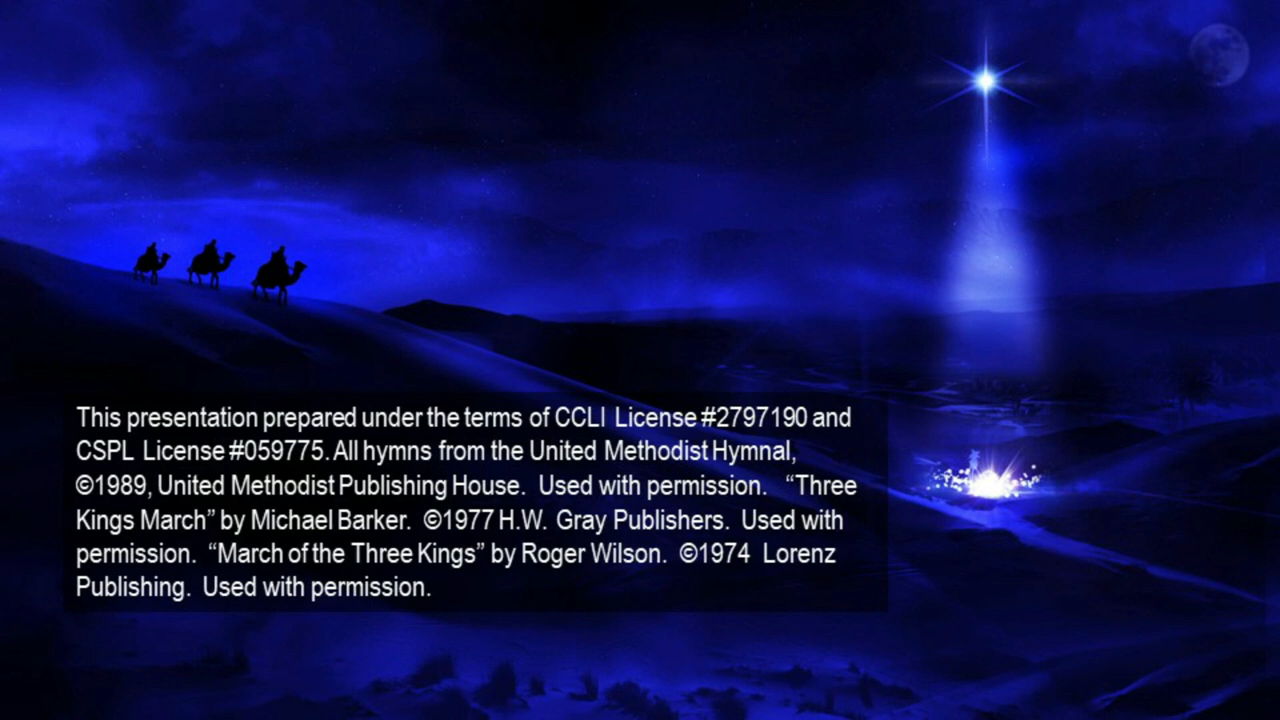 This presentation prepared under the terms of CCLI License #2797190 and
CSPL License #059775. All hymns from the United Methodist Hymnal,
©1989, United Methodist Publishing House. Used with permission. “Three
Kings March” by Michael Barker. ©1977 H.W. Gray Publishers. Used with
permission. “March of the Three Kings” by Roger Wilson. ©1974 Lorenz
Publishing. Used with permission.